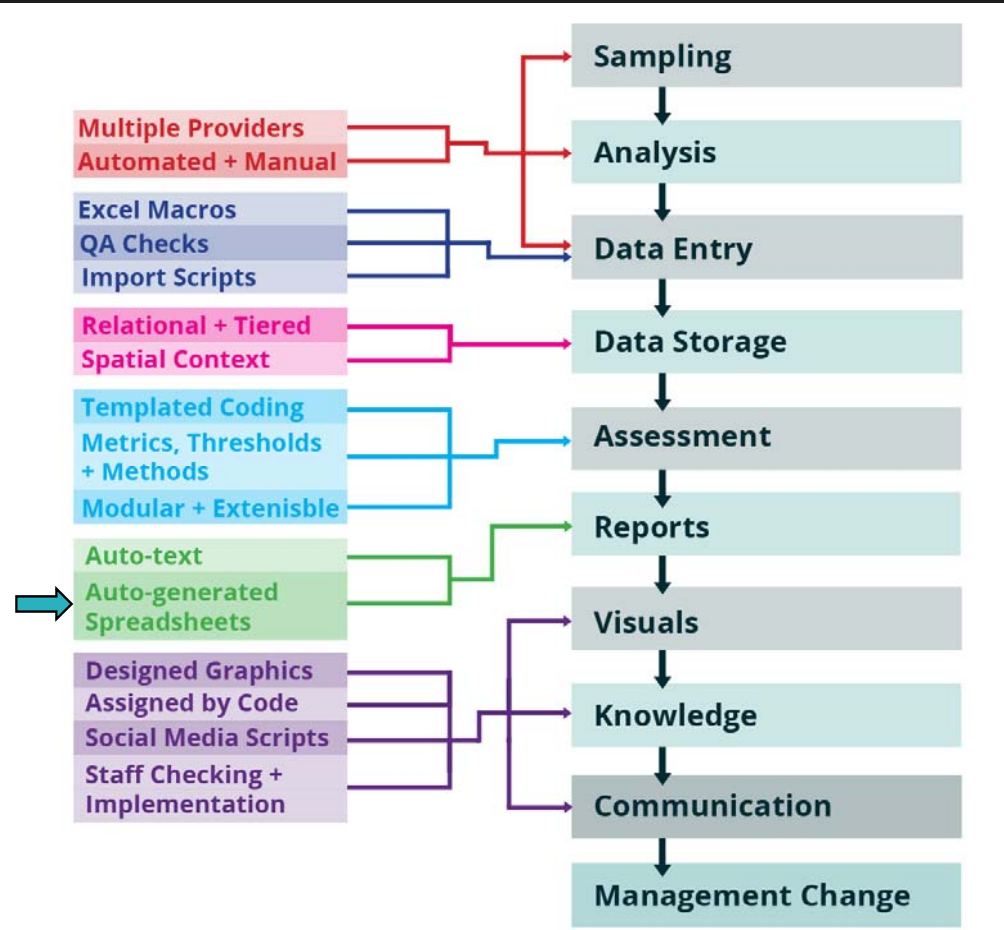 Multiple Providers
Automated + Manual
Excel Macros
QA Checks
Import Scripts
Relational + Tiered
Spatial Context
Templated Coding
Metrics, Thresholds
+ Methods
Modular + Extenisble
Auto-text
Auto-generated
Spreadsheets
Designed Graphics
Assigned by Code
Social Media Scripts
Staff Checking +
Implementation
Sampling
Analysis
Data Entry
Data Storage
Assessment
Reports
Visuals
Knowledge
Communication
Management Change